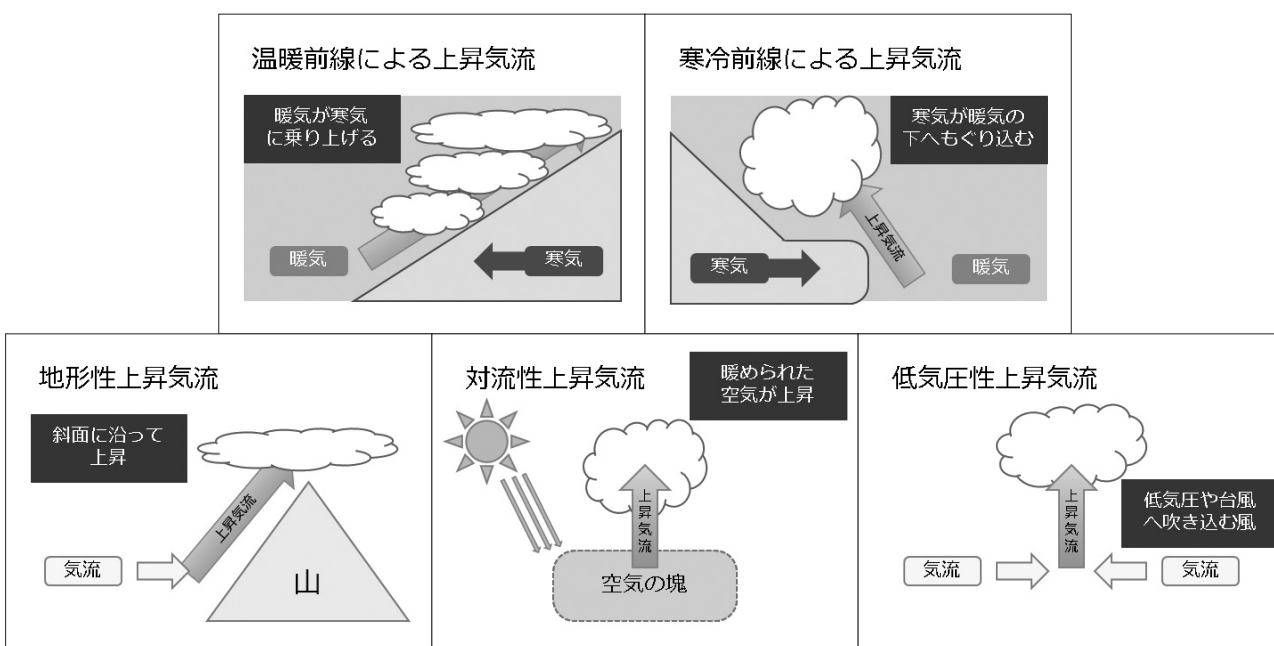 温暖前線による上昇気流
暖気が寒気
に乗り上げる
暖気
寒気
寒冷前線による上昇気流
寒気が暖気の
下へもぐり込む
上昇気流
寒気
暖気
地形性上昇気流
斜面に沿って
上昇
上昇気流
気流
山
対流性上昇気流
暖められた
空気が上昇
上昇気流
空気の塊
低気圧性上昇気流
上昇気流
低気圧や台風
へ吹き込む風
気流
気流